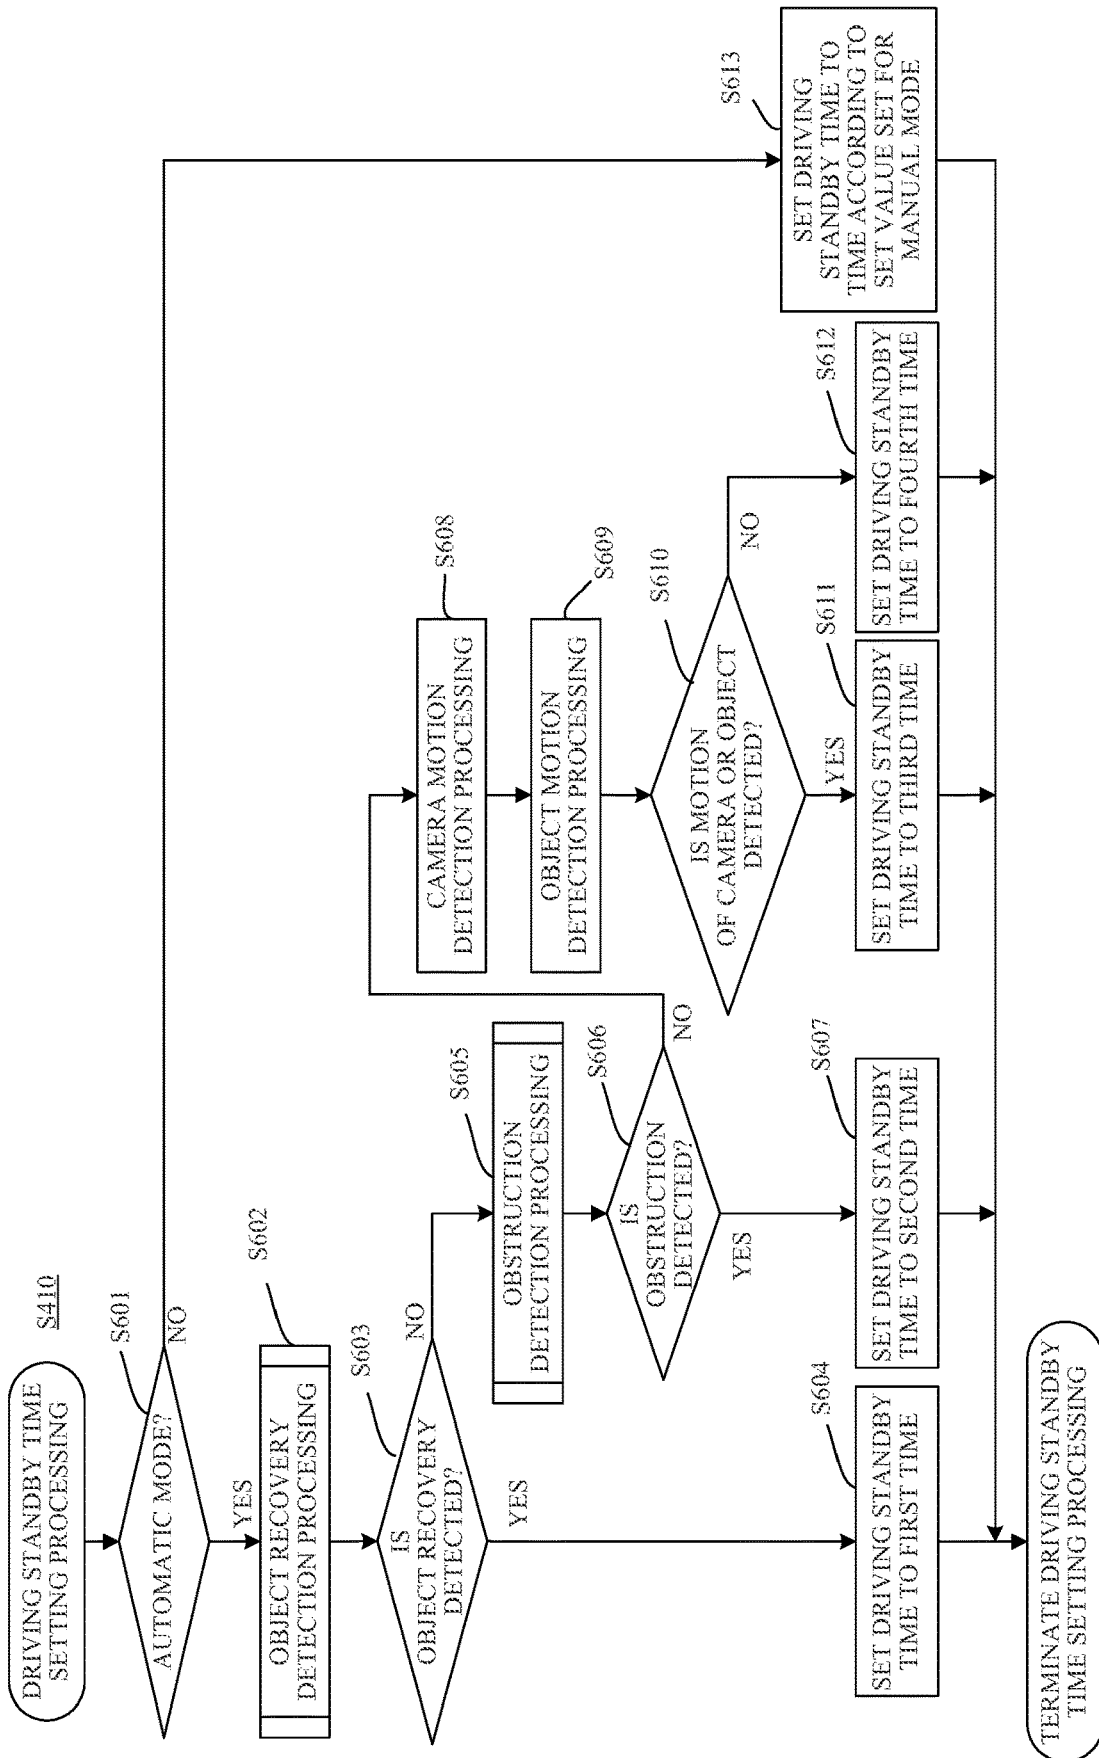 S410
DRIVING STANDBY TIME
SETTING PROCESSING
S601
AUTOMATIC MODE?
NO
YES
S602
OBJECT RECOVERY
DETECTION PROCESSING
S603
IS
OBJECT RECOVERY
DETECTED?
NO
YES
S604
SET DRIVING STANDBY
TIME TO FIRST TIME
S605
OBSTRUCTION
DETECTION PROCESSING
S606
IS
OBSTRUCTION
DETECTED?
NO
YES
S607
SET DRIVING STANDBY
TIME TO SECOND TIME
S608
CAMERA MOTION
DETECTION PROCESSING
S609
OBJECT MOTION
DETECTION PROCESSING
S610
IS MOTION
OF CAMERA OR OBJECT
DETECTED?
NO
YES
S611
SET DRIVING STANDBY
TIME TO THIRD TIME
S612
SET DRIVING STANDBY
TIME TO FOURTH TIME
S613
SET DRIVING
STANDBY TIME TO
TIME ACCORDING TO
SET VALUE SET FOR
MANUAL MODE
TERMINATE DRIVING STANDBY
TIME SETTING PROCESSING